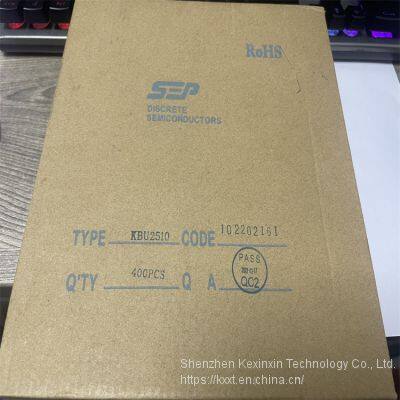 RoHS
SEP
DISCRETE
SEMICONDUCTORS
TYPE KBU2510 CODE 102202161
Q'TY 400PCS Q A
PASS
QC2
Shenzhen Kexinxin Technology Co., Ltd.
https://kxxt.en.china.cn/